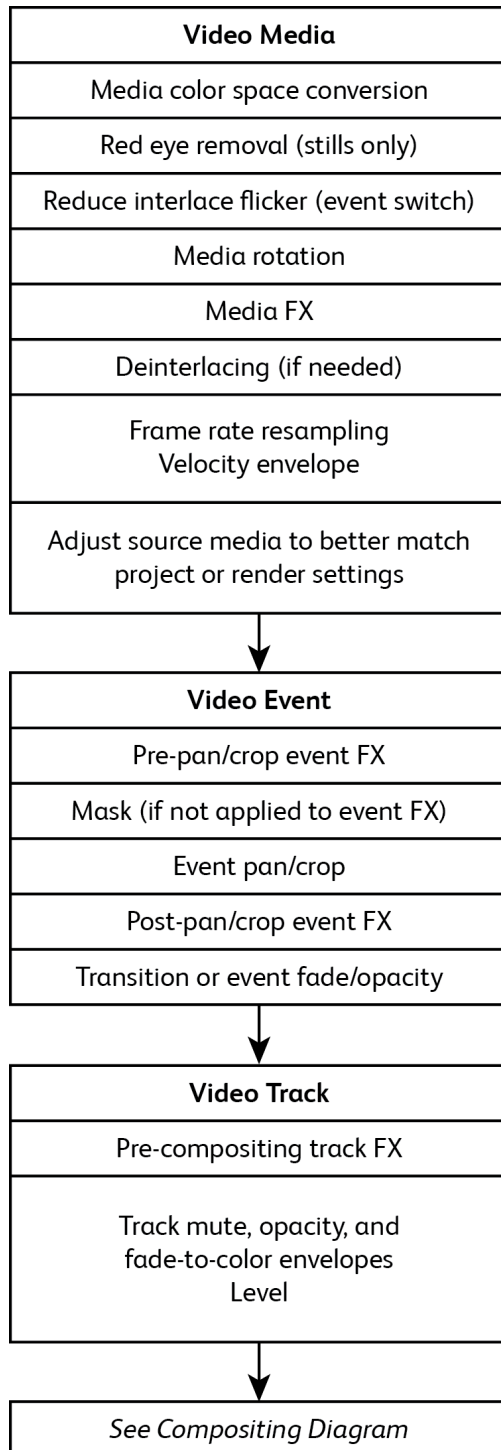 Video Media
Media color space conversion
Red eye removal (stills only)
Reduce interlace flicker (event switch)
Media rotation
Media FX
Deinterlacing (if needed)
Frame rate resampling
Velocity envelope
Adjust source media to better match
project or render settings
Video Event
Pre-pan/crop event FX
Mask (if not applied to event FX)
Event pan/crop
Post-pan/crop event FX
Transition or event fade/opacity
Video Track
Pre-compositing track FX
Track mute, opacity, and
fade-to-color envelopes
Level
See Compositing Diagram